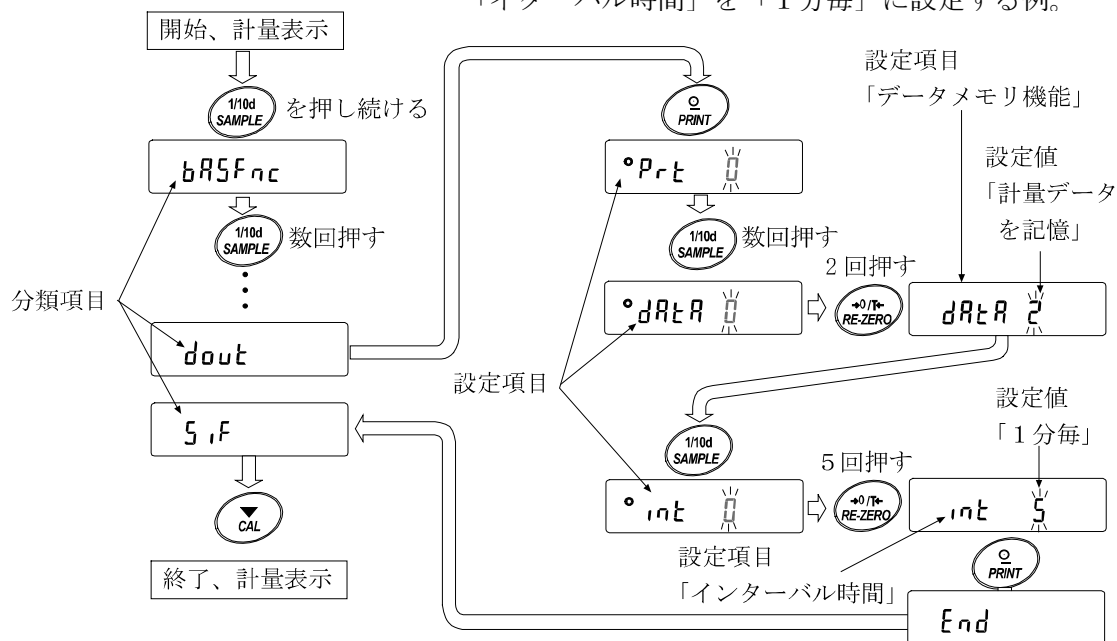 「インターバル時間」を「１分毎」に設定する例。
開始、計量表示
1/10d
SAMPLE
を押し続ける
bASFnc
1/10d
SAMPLE
数回押す
分類項目
dout
SiF
CAL
終了、計量表示
PRINT
Prt 0
1/10d
SAMPLE
数回押す
dAtA 0
2回押す
→0/T←
RE-ZERO
設定項目
「データメモリ機能」
設定値
「計量データ
を記憶」
dAtA 2
設定項目
1/10d
SAMPLE
int 0
5回押す
→0/T←
RE-ZERO
設定値
「１分毎」
int 5
設定項目
「インターバル時間」
PRINT
End